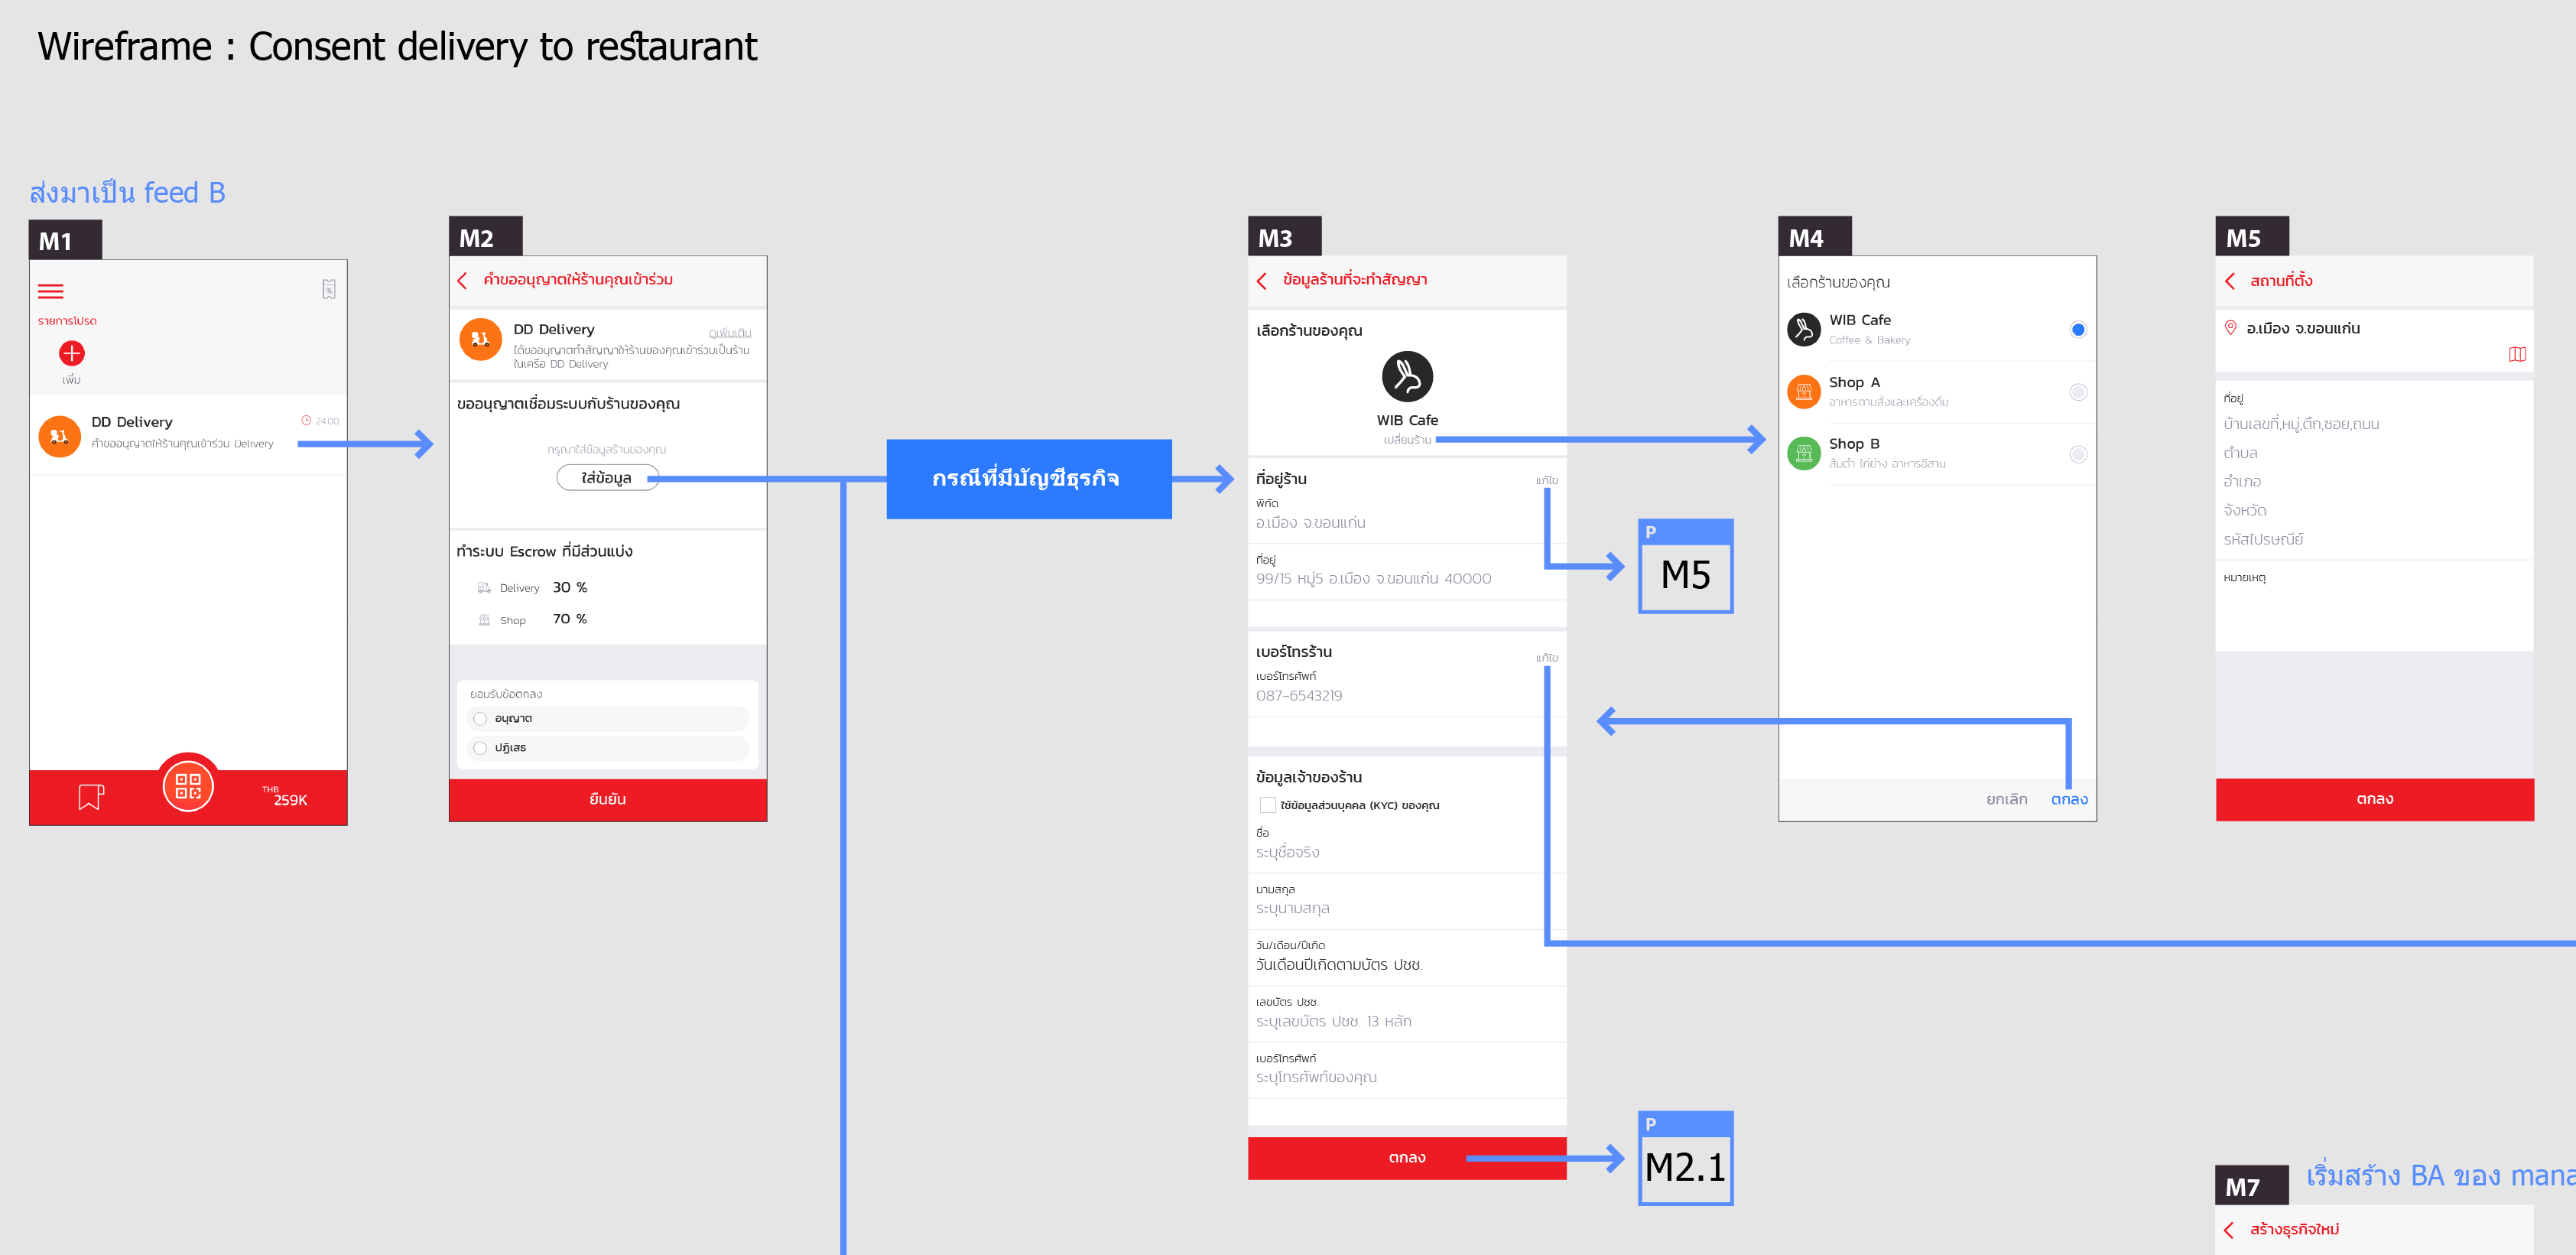 Wireframe : Consent delivery to restaurant
ส่งมาเป็น feed B
M1
รายการโปรด
เพิ่ม
DD Delivery
24:00
คำขออนุญาตให้ร้านคุณเข้าร่วม Delivery
THB
259K
M2
คำขออนุญาตให้ร้านคุณเข้าร่วม
DD Delivery
ดูเพิ่มเติม
ได้ขออนุญาตทำสัญญาให้ร้านของคุณเข้าร่วมเป็นร้าน
ในเครือ DD Delivery
ขออนุญาตเชื่อมระบบกับร้านของคุณ
กรุณาใส่ข้อมูลร้านของคุณ
ใส่ข้อมูล
ทำระบบ Escrow ที่มีส่วนแบ่ง
Delivery 30 %
Shop 70 %
ยอมรับข้อตกลง
อนุญาต
ปฏิเสธ
ยืนยัน
กรณีที่มีบัญชีธุรกิจ
M3
ข้อมูลร้านที่จะทำสัญญา
เลือกร้านของคุณ
WIB Cafe
เปลี่ยนร้าน
ที่อยู่ร้าน
แก้ไข
พิกัด
อ.เมือง จ.ขอนแก่น
ที่อยู่
99/15 หมู่5 อ.เมือง จ.ขอนแก่น 40000
เบอร์โทรร้าน
แก้ไข
เบอร์โทรศัพท์
087-6543219
ข้อมูลเจ้าของร้าน
ใช้ข้อมูลส่วนบุคคล (KYC) ของคุณ
ชื่อ
ระบุชื่อจริง
นามสกุล
ระบุนามสกุล
วัน/เดือน/ปีเกิด
วันเดือนปีเกิดตามบัตร ปชช.
เลขบัตร ปชช.
ระบุเลขบัตร ปชช. 13 หลัก
เบอร์โทรศัพท์
ระบุโทรศัพท์ของคุณ
ตกลง
P
M5
P
M2.1
M4
เลือกร้านของคุณ
WIB Cafe
Coffee & Bakery
Shop A
อาหารตามสั่งและเครื่องดื่ม
Shop B
ส้มตำ ไก่ย่าง อาหารอีสาน
ยกเลิก ตกลง
M5
สถานที่ตั้ง
อ.เมือง จ.ขอนแก่น
ที่อยู่
บ้านเลขที่,หมู่,ตึก,ซอย,ถนน
ตำบล
อำเภอ
จังหวัด
รหัสไปรษณีย์
หมายเหตุ
ตกลง
M7
เริ่มสร้าง BA ของ mana
สร้างธุรกิจใหม่